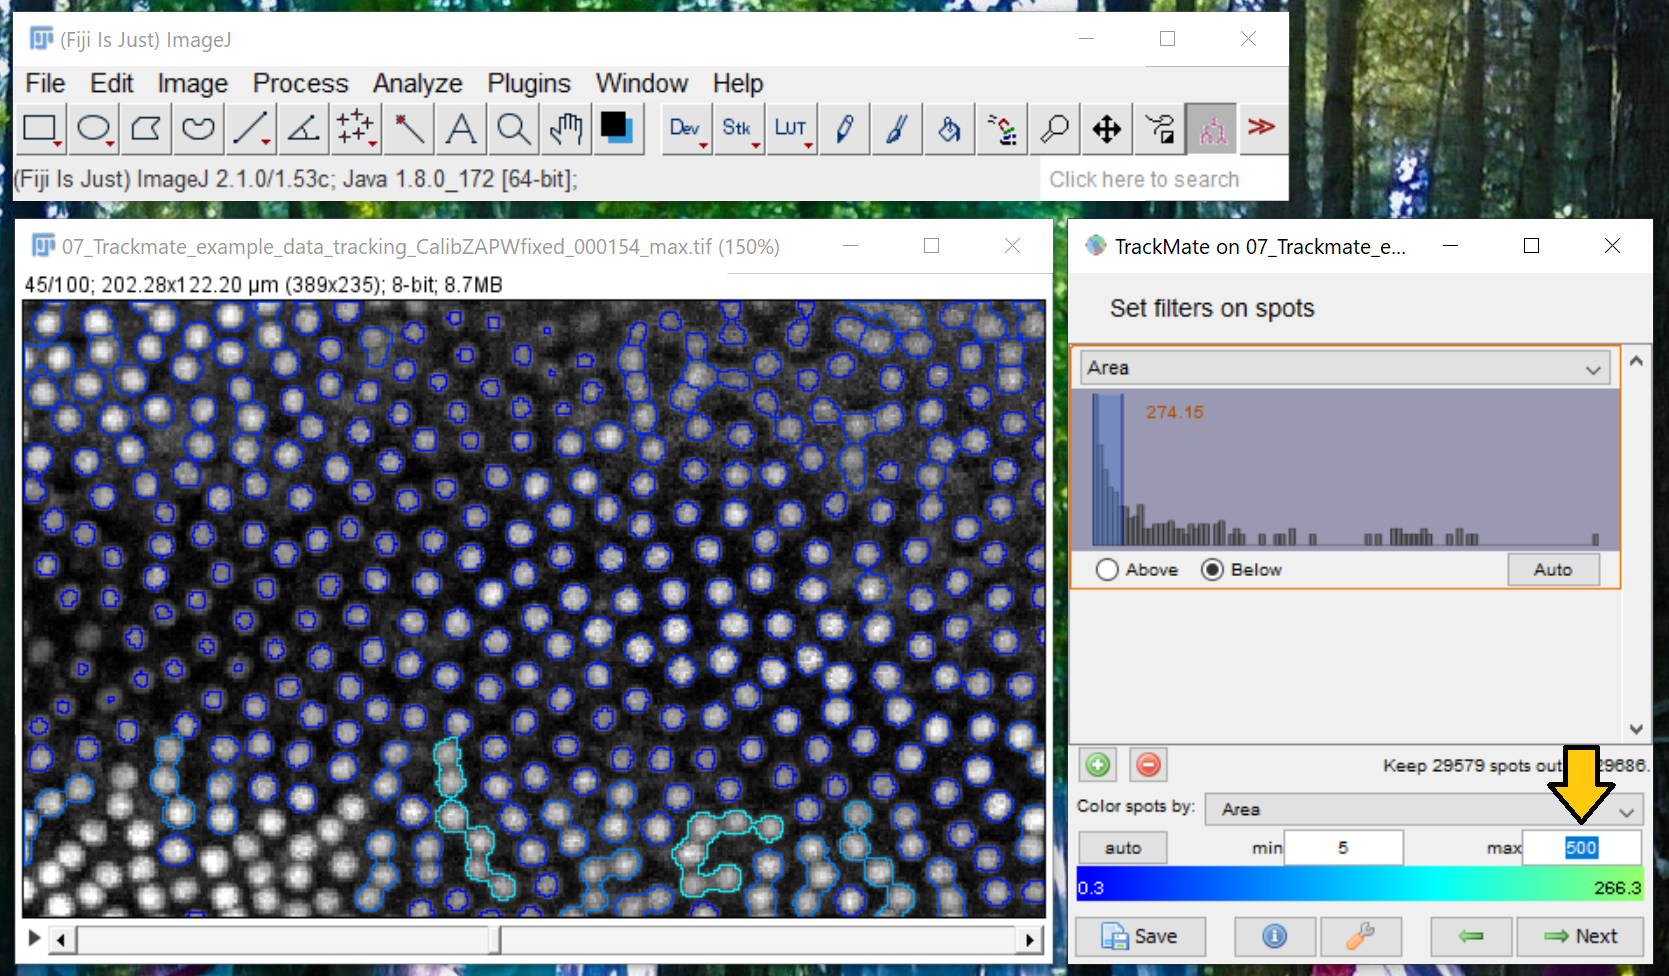 (Fiji Is Just) ImageJ
File Edit Image Process Analyze Plugins Window Help
Dev Stk LUT
(Fiji Is Just) ImageJ 2.1.0/1.53c; Java 1.8.0_172 [64-bit];
Click here to search
07_Trackmate_example_data_tracking_CalibZAPWfixed_000154_max.tif (150%)
45/100; 202.28x122.20 µm (389x235); 8-bit; 8.7MB
TrackMate on 07_Trackmate_e...
Set filters on spots
Area
274.15
Above Below Auto
Keep 29579 spots out 29686.
Color spots by: Area
auto min 5 max 500
0.3 266.3
Save Next